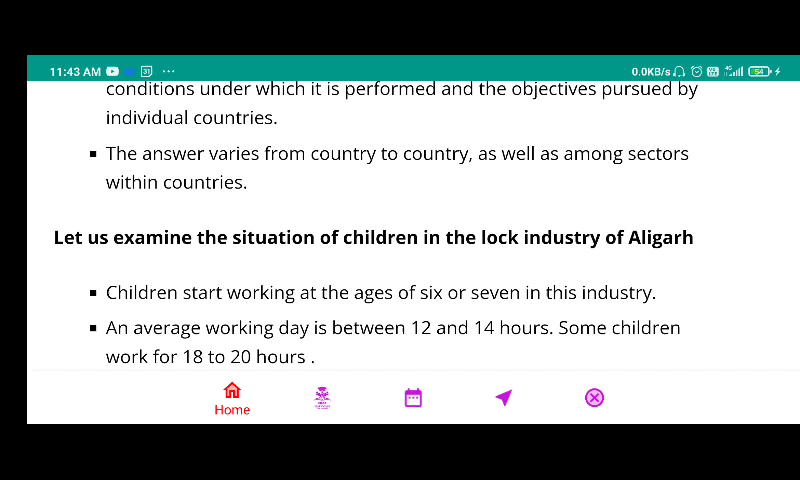 11:43 AM 31 ...
0.0KB/s 4G 54
conditions under which it is performed and the objectives pursued by
individual countries.
▪ The answer varies from country to country, as well as among sectors
within countries.
Let us examine the situation of children in the lock industry of Aligarh
▪ Children start working at the ages of six or seven in this industry.
▪ An average working day is between 12 and 14 hours. Some children
work for 18 to 20 hours .
Home